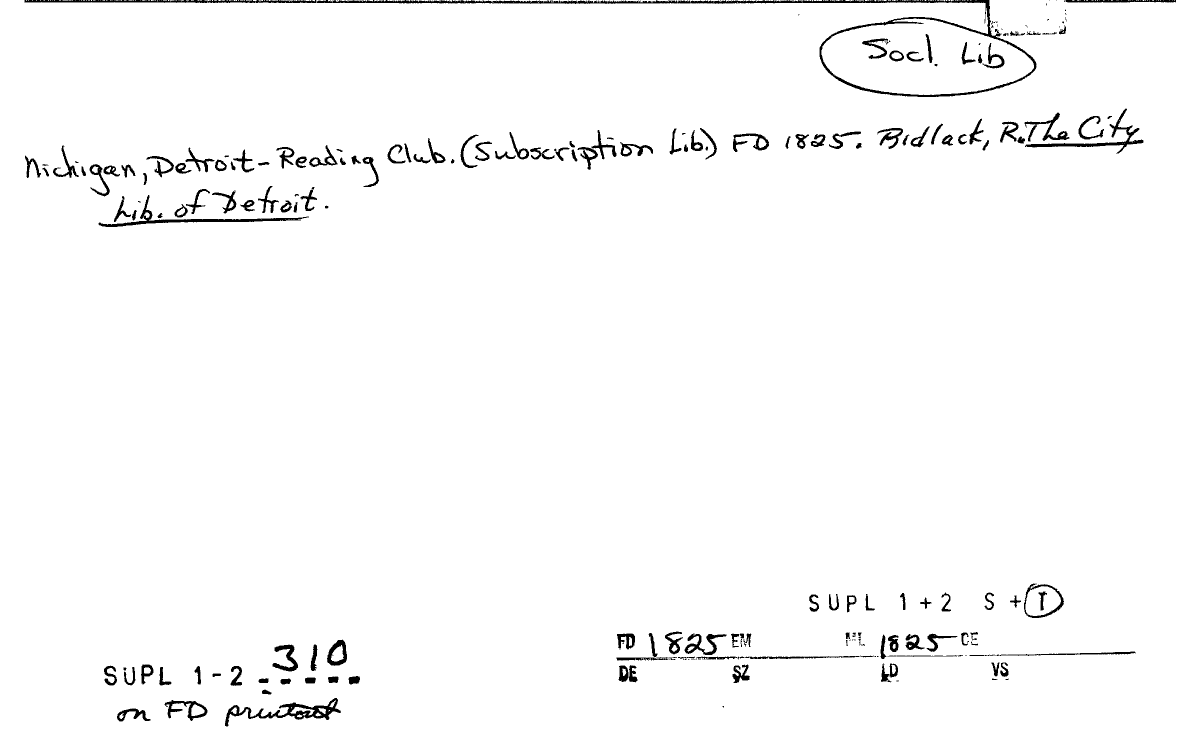 Socl. Lib
Michigan, Detroit - Reading Club. (Subscription Lib.) FD 1825. Bidlack, R. The City
Lib. of Detroit.
SUPL 1 + 2 S + I
FD 1825 EM ML 1825 CE
DE SZ LD VS
SUPL 1-2 310
on FD printout